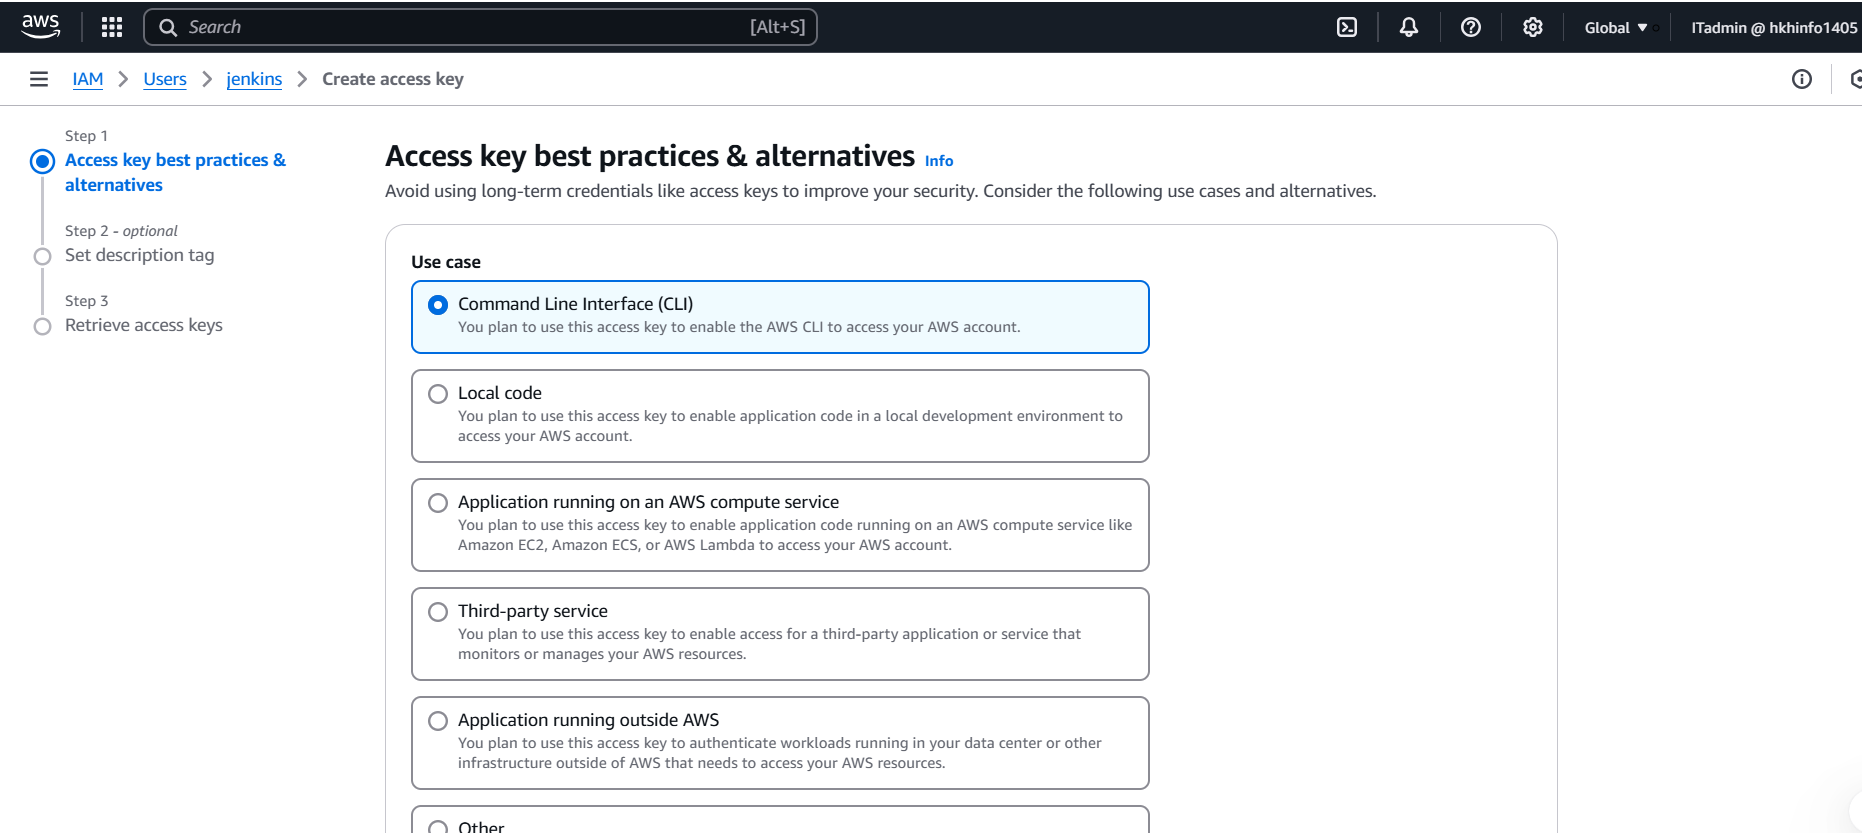 aws
Search [Alt+S]
Global
ITadmin @ hkhinfo1405
IAM > Users > jenkins > Create access key
Step 1
Access key best practices &
alternatives
Step 2 - optional
Set description tag
Step 3
Retrieve access keys
Access key best practices & alternatives Info
Avoid using long-term credentials like access keys to improve your security. Consider the following use cases and alternatives.
Use case
Command Line Interface (CLI)
You plan to use this access key to enable the AWS CLI to access your AWS account.
Local code
You plan to use this access key to enable application code in a local development environment to
access your AWS account.
Application running on an AWS compute service
You plan to use this access key to enable application code running on an AWS compute service like
Amazon EC2, Amazon ECS, or AWS Lambda to access your AWS account.
Third-party service
You plan to use this access key to enable access for a third-party application or service that
monitors or manages your AWS resources.
Application running outside AWS
You plan to use this access key to authenticate workloads running in your data center or other
infrastructure outside of AWS that needs to access your AWS resources.
Other